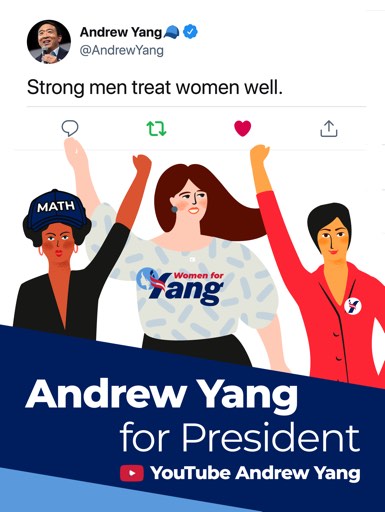 Andrew Yang🧢
@AndrewYang
Strong men treat women well.
MATH
Women for
Yang
Andrew Yang
for President
YouTube Andrew Yang